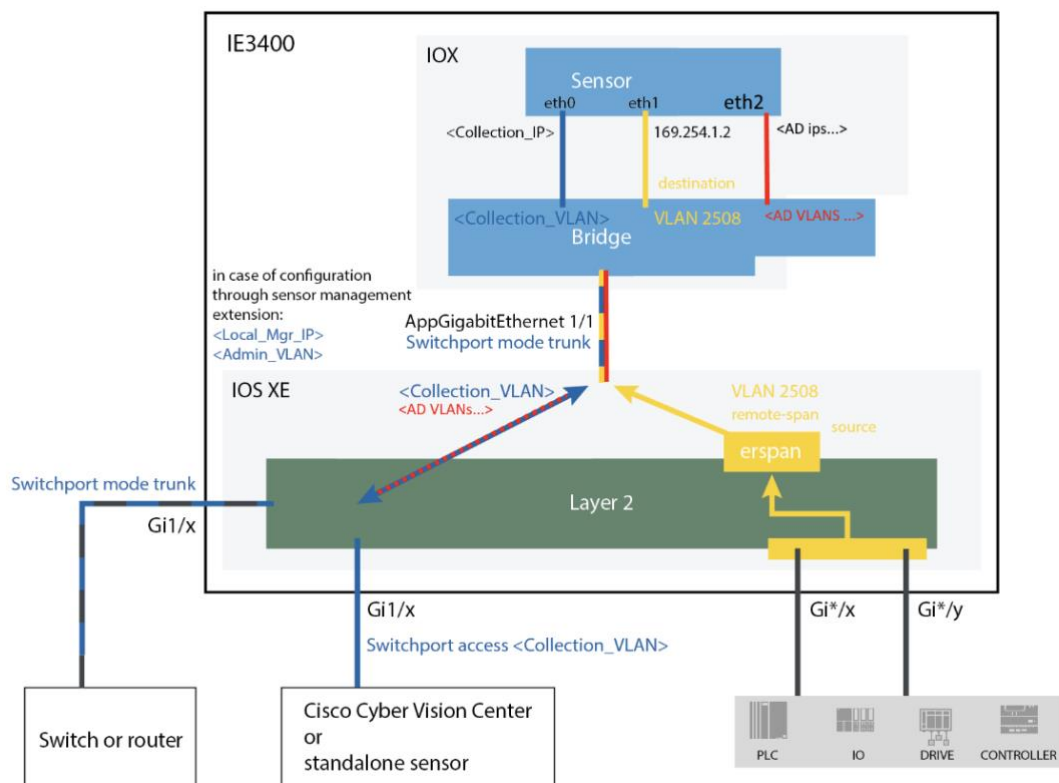 IE3400
IOX
Sensor
eth0
eth1
eth2
<Collection_IP>
169.254.1.2
<AD ips...>
destination
<Collection_VLAN>
VLAN 2508
<AD VLANS ...>
Bridge
in case of configuration
through sensor management
extension:
<Local_Mgr_IP>
<Admin_VLAN>
AppGigabitEthernet 1/1
Switchport mode trunk
IOS XE
<Collection_VLAN>
<AD VLANs...>
VLAN 2508
remote-span
source
erspan
Switchport mode trunk
Layer 2
Gi1/x
Gi1/x
Gi*/x
Gi*/y
Switchport access <Collection_VLAN>
Switch or router
Cisco Cyber Vision Center
or
standalone sensor
PLC
IO
DRIVE
CONTROLLER